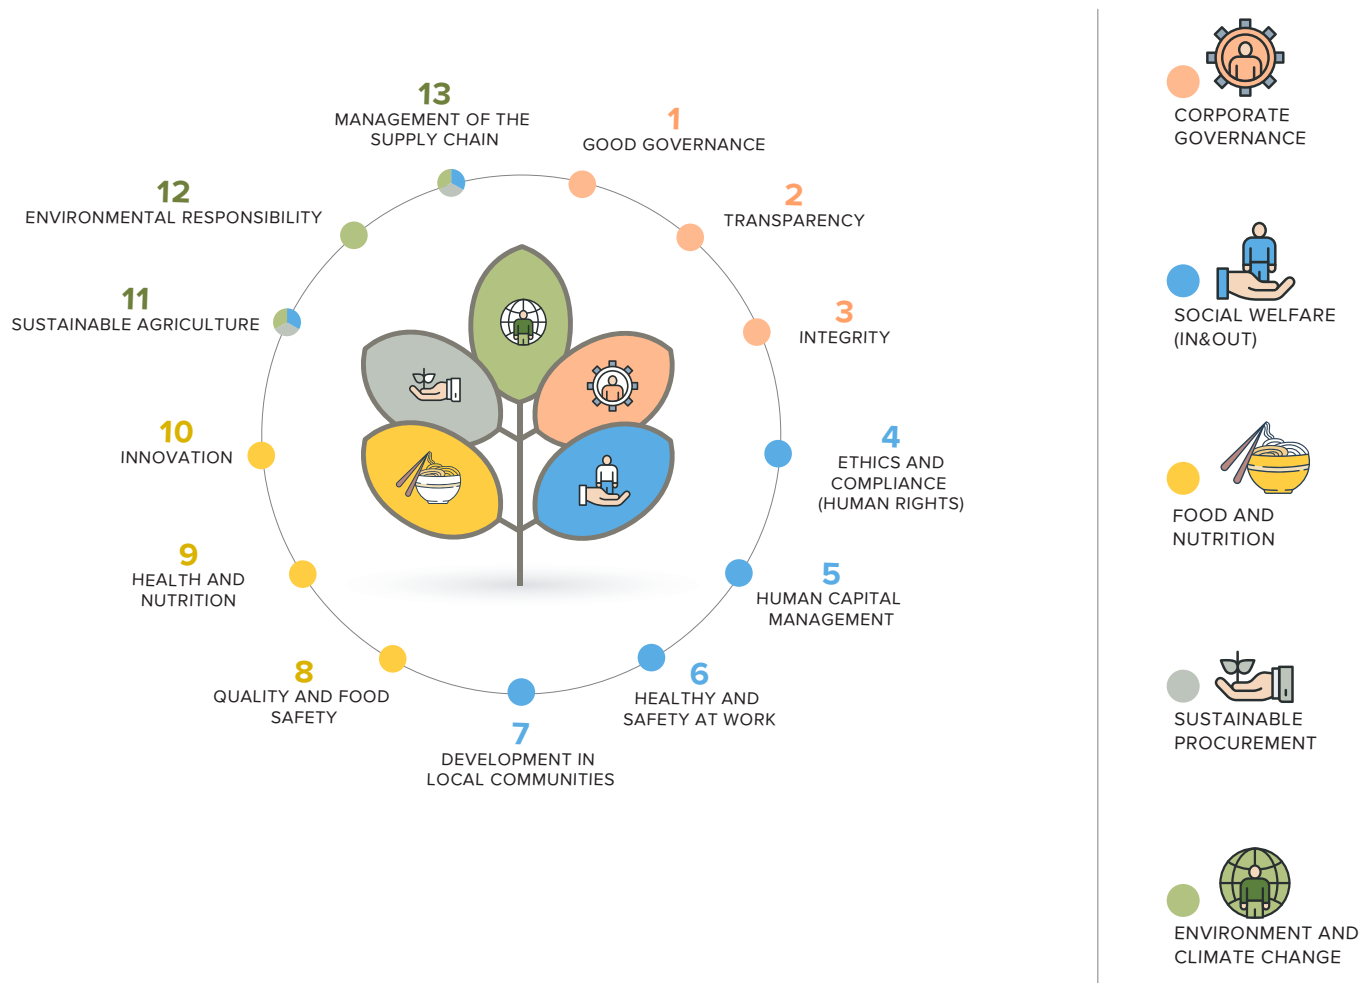 13
MANAGEMENT OF THE
SUPPLY CHAIN
1
GOOD GOVERNANCE
12
ENVIRONMENTAL RESPONSIBILITY
2
TRANSPARENCY
11
SUSTAINABLE AGRICULTURE
3
INTEGRITY
10
INNOVATION
4
ETHICS AND
COMPLIANCE
(HUMAN RIGHTS)
9
HEALTH AND
NUTRITION
5
HUMAN CAPITAL
MANAGEMENT
8
QUALITY AND FOOD
SAFETY
6
HEALTHY AND
SAFETY AT WORK
7
DEVELOPMENT IN
LOCAL COMMUNITIES
CORPORATE
GOVERNANCE
SOCIAL WELFARE
(IN&OUT)
FOOD AND
NUTRITION
SUSTAINABLE
PROCUREMENT
ENVIRONMENT AND
CLIMATE CHANGE